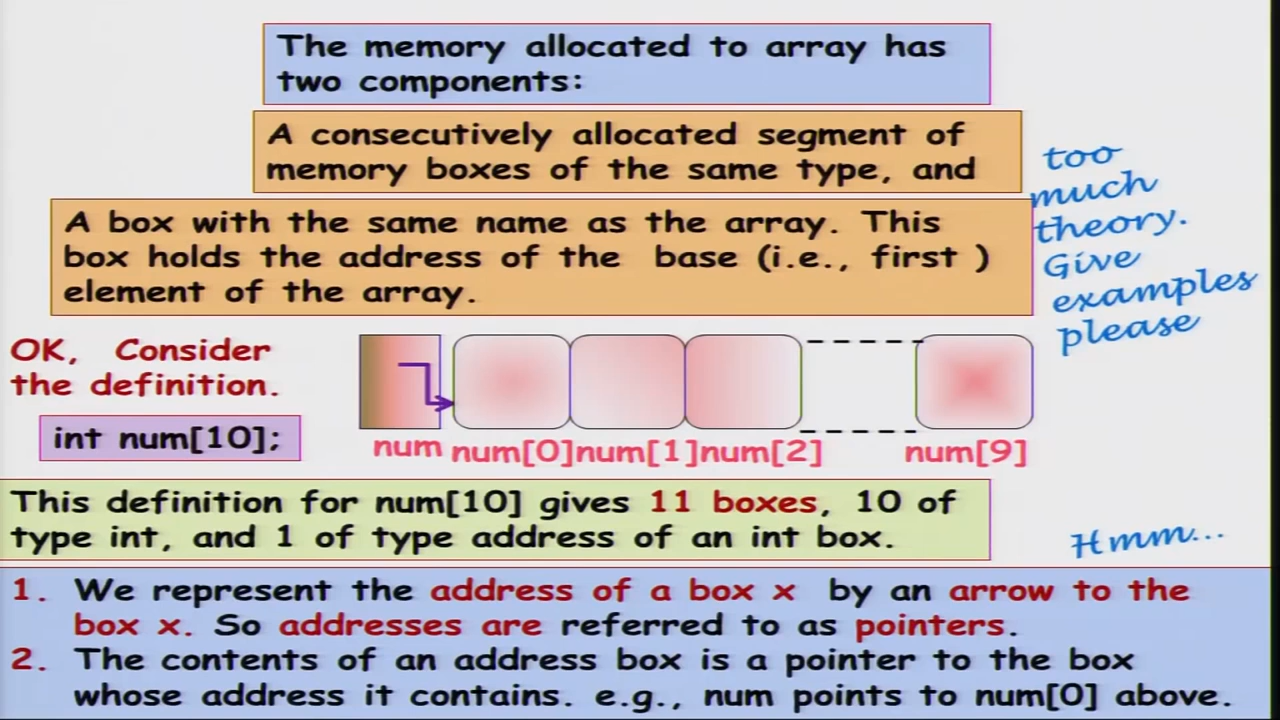 The memory allocated to array has
two components:
A consecutively allocated segment of
memory boxes of the same type, and
A box with the same name as the array. This
box holds the address of the base (i.e., first )
element of the array.
too
much
theory.
Give
examples
please
OK, Consider
the definition.
int num[10];
num num[0]num[1]num[2] num[9]
This definition for num[10] gives 11 boxes, 10 of
type int, and 1 of type address of an int box.
Hmm...
1. We represent the address of a box x by an arrow to the
box x. So addresses are referred to as pointers.
2. The contents of an address box is a pointer to the box
whose address it contains. e.g., num points to num[0] above.